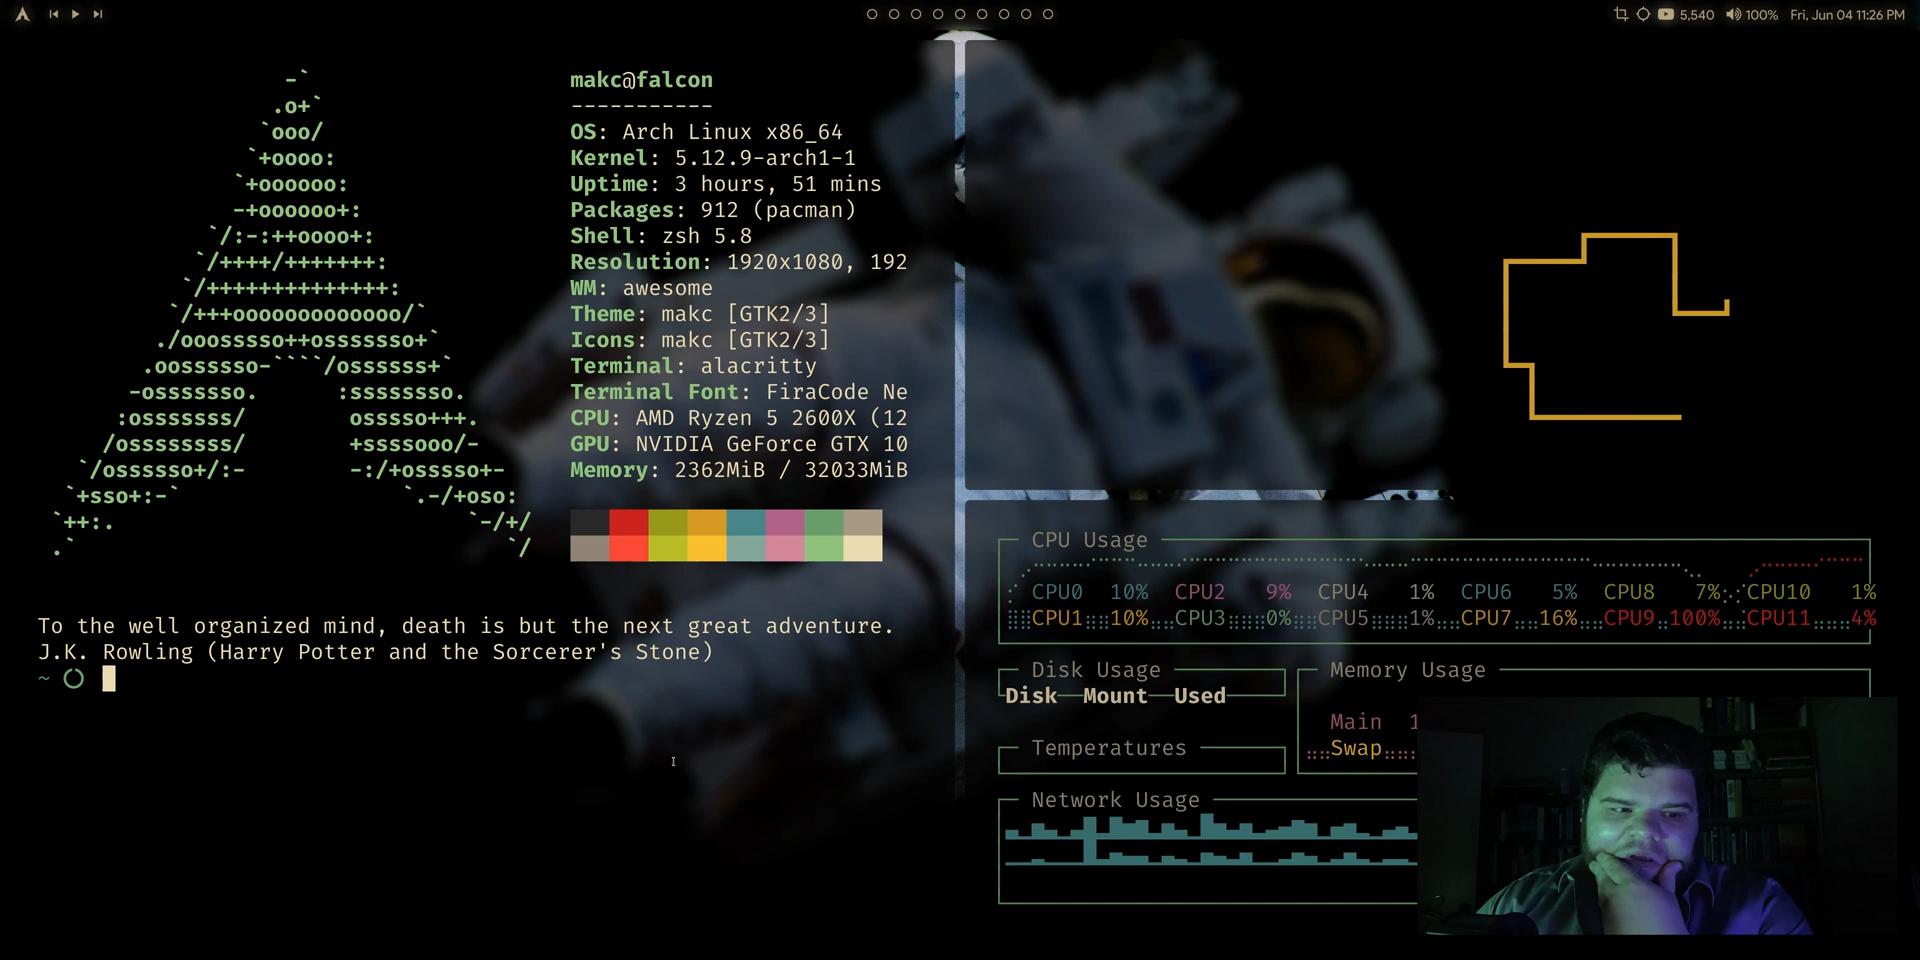 5,540 100% Fri, Jun 04 11:26 PM
makc@falcon
-----------
OS: Arch Linux x86_64
Kernel: 5.12.9-arch1-1
Uptime: 3 hours, 51 mins
Packages: 912 (pacman)
Shell: zsh 5.8
Resolution: 1920x1080, 192
WM: awesome
Theme: makc [GTK2/3]
Icons: makc [GTK2/3]
Terminal: alacritty
Terminal Font: FiraCode Ne
CPU: AMD Ryzen 5 2600X (12
GPU: NVIDIA GeForce GTX 10
Memory: 2362MiB / 32033MiB
To the well organized mind, death is but the next great adventure.
J.K. Rowling (Harry Potter and the Sorcerer's Stone)
~
CPU Usage
CPU0 10% CPU2 9% CPU4 1% CPU6 5% CPU8 7% CPU10 1%
CPU1 10% CPU3 0% CPU5 1% CPU7 16% CPU9 100% CPU11 4%
Disk Usage
Disk Mount Used
Temperatures
Memory Usage
Main 1
Swap
Network Usage